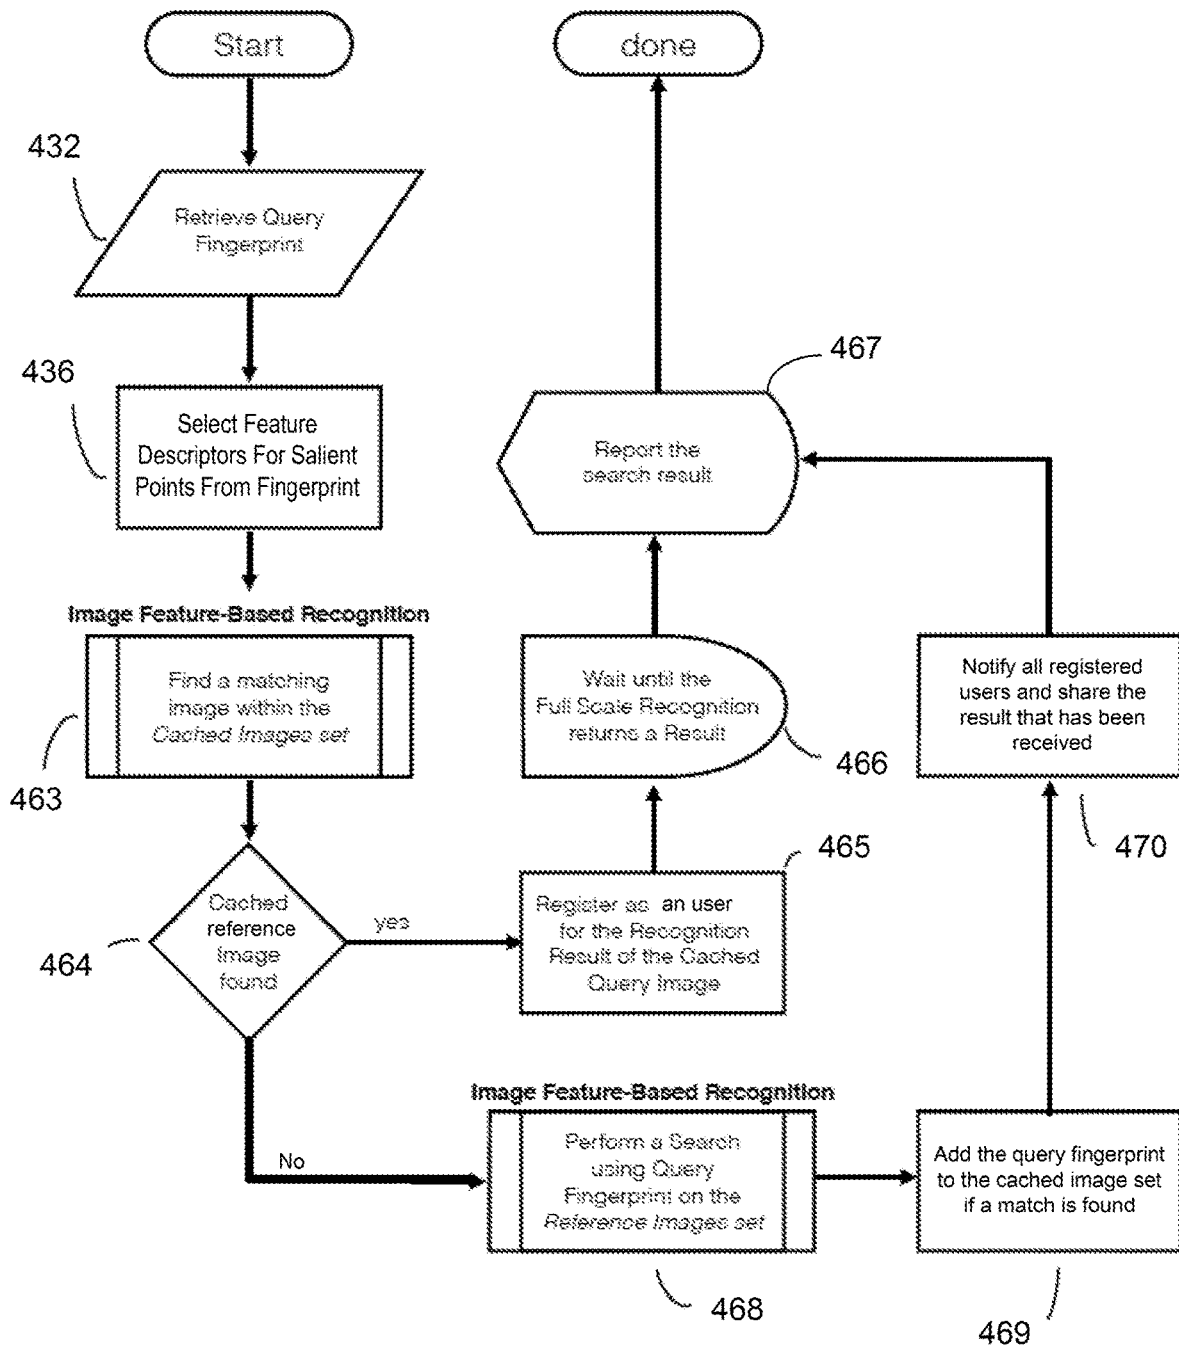 Start
done
432
Retrieve Query
Fingerprint
436
Select Feature
Descriptors For Salient
Points From Fingerprint
467
Report the
search result
Image Feature-Based Recognition
Find a matching
image within the
Cached Images set
463
Wait until the
Full Scale Recognition
returns a Result
466
Notify all registered
users and share the
result that has been
received
470
Cached
reference
Image
found
464
yes
465
Register as an user
for the Recognition
Result of the Cached
Query Image
No
Image Feature-Based Recognition
Perform a Search
using Query
Fingerprint on the
Reference Images set
468
Add the query fingerprint
to the cached image set
if a match is found
469